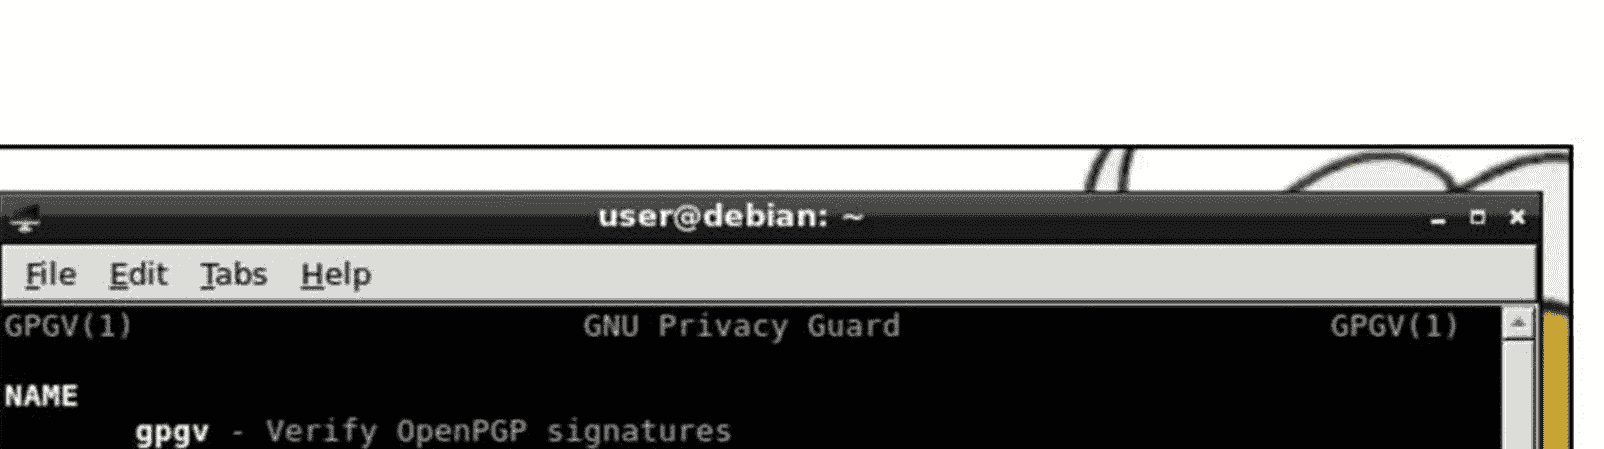 user@debian: ~
File Edit Tabs Help
GPGV(1) GNU Privacy Guard GPGV(1)
NAME
gpgv - Verify OpenPGP signatures